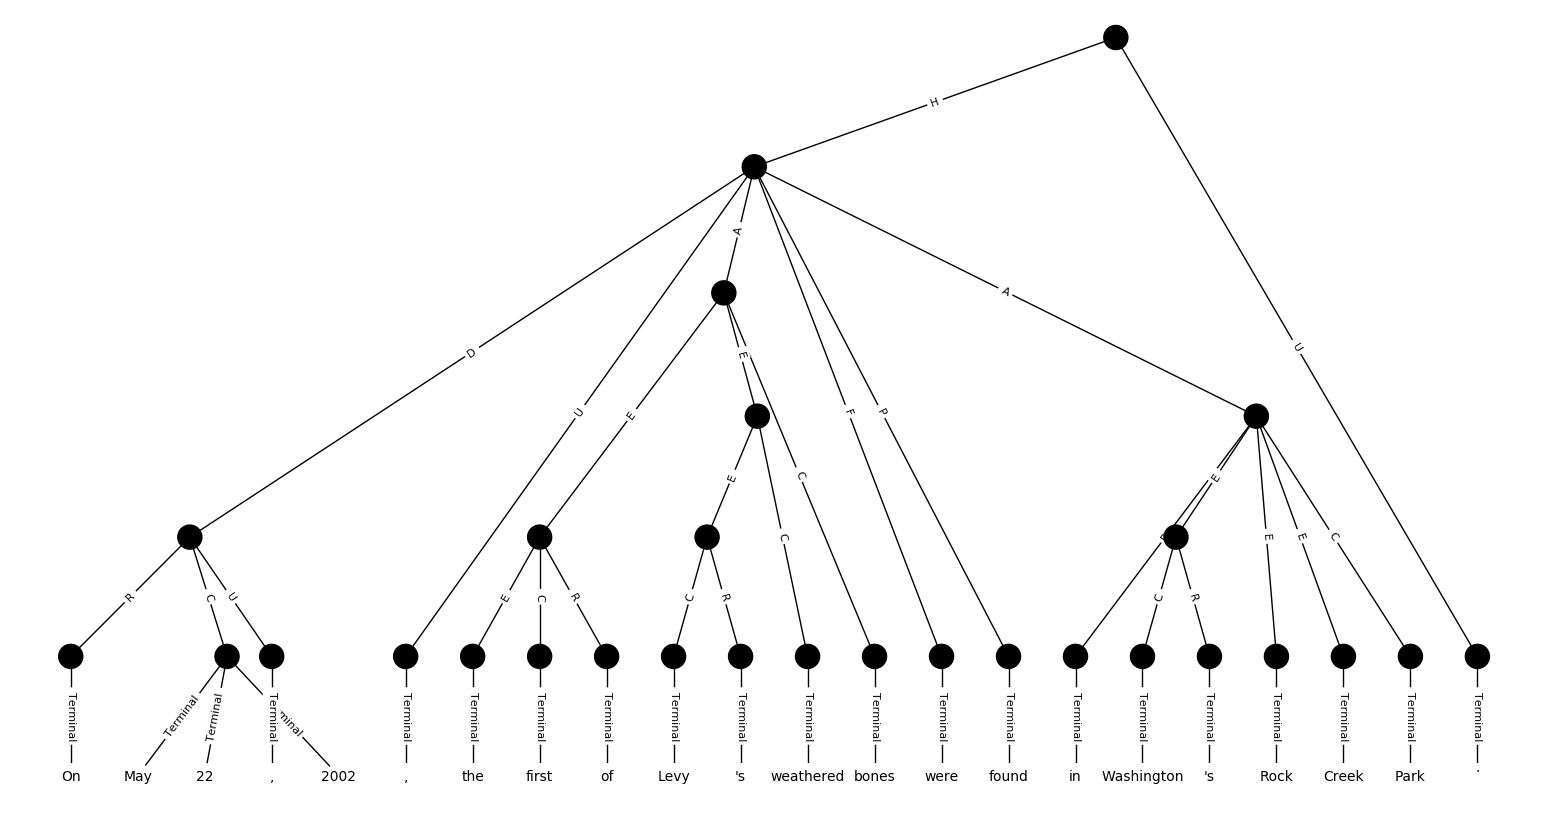 H
A
D
A
U
E
F
P
U
E
E
E
C
C
E
E
C
R
C
U
E
C
R
C
R
C
R
Terminal Terminal Terminal Terminal Terminal Terminal Terminal Terminal Terminal Terminal Terminal Terminal Terminal Terminal Terminal Terminal Terminal Terminal Terminal Terminal Terminal
On May 22 , 2002 , the first of Levy 's weathered bones were found in Washington 's Rock Creek Park .